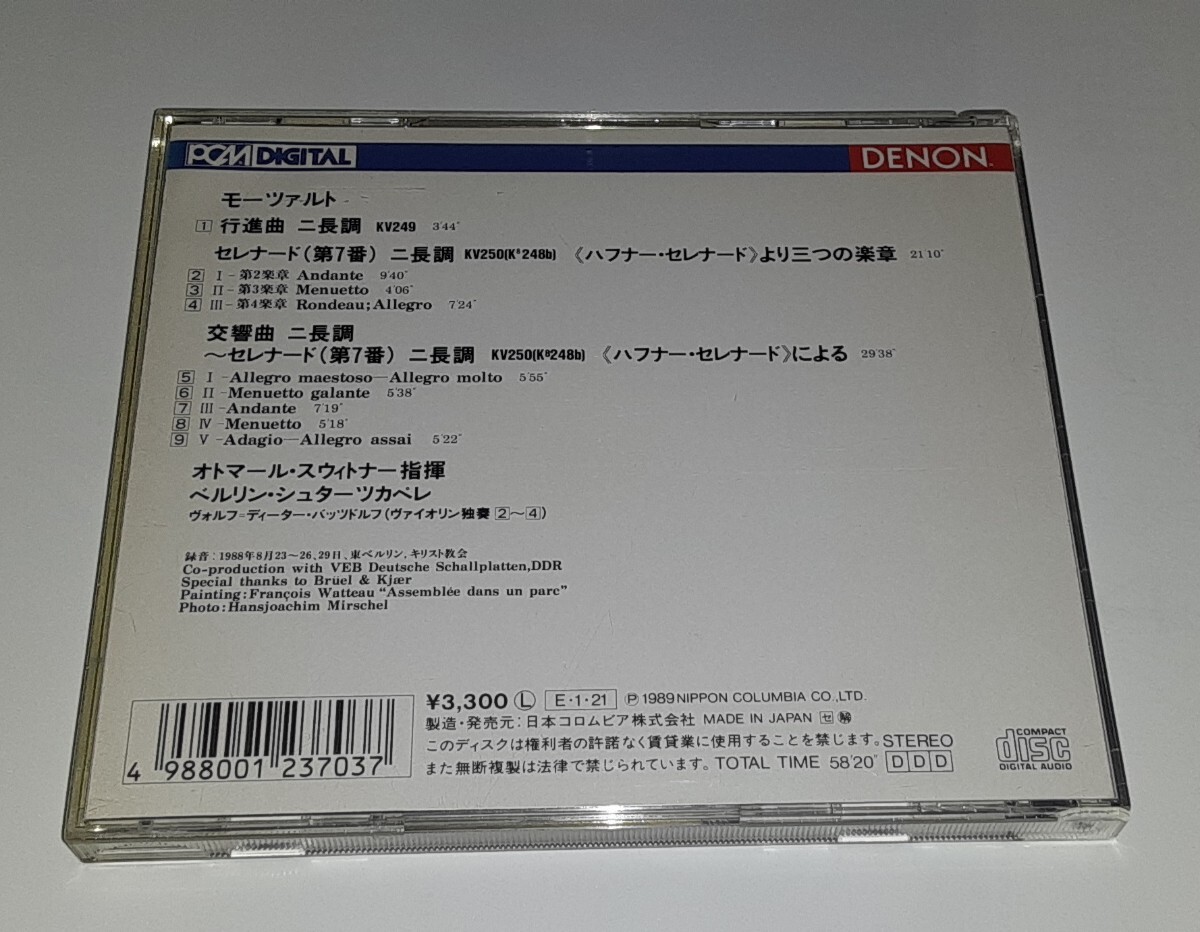 PCM DIGITAL
DENON
モーツァルト
1 行進曲 ニ長調 KV249 3'44"
セレナード(第7番) ニ長調 KV250(K⁶248b) 《ハフナー・セレナード》より三つの楽章 21'10"
2 I-第2楽章 Andante 9'40"
3 II-第3楽章 Menuetto 4'06"
4 III-第4楽章 Rondeau;Allegro 7'24"
交響曲 ニ長調
～セレナード(第7番) ニ長調 KV250(K⁶248b) 《ハフナー・セレナード》による 29'38"
5 I-Allegro maestoso—Allegro molto 5'55"
6 II-Menuetto galante 5'38"
7 III-Andante 7'19"
8 IV-Menuetto 5'18"
9 V-Adagio—Allegro assai 5'22"
オトマール・スウィトナー指揮
ベルリン・シュターツカペレ
ヴォルフ=ディーター・バッツドルフ(ヴァイオリン独奏 2～4)
録音:1988年8月23～26、29日、東ベルリン、キリスト教会
Co-production with VEB Deutsche Schallplatten,DDR
Special thanks to Brüel & Kjær
Painting:François Watteau "Assemblée dans un parc"
Photo:Hansjoachim Mirschel
¥3,300 Ⓛ E・1・21 ℗1989 NIPPON COLUMBIA CO.,LTD.
製造・発売元:日本コロムビア株式会社 MADE IN JAPAN セ 解
このディスクは権利者の許諾なく賃貸業に使用することを禁じます。STEREO
また無断複製は法律で禁じられています。TOTAL TIME 58'20" DDD
4 988001 237037
COMPACT disc DIGITAL AUDIO